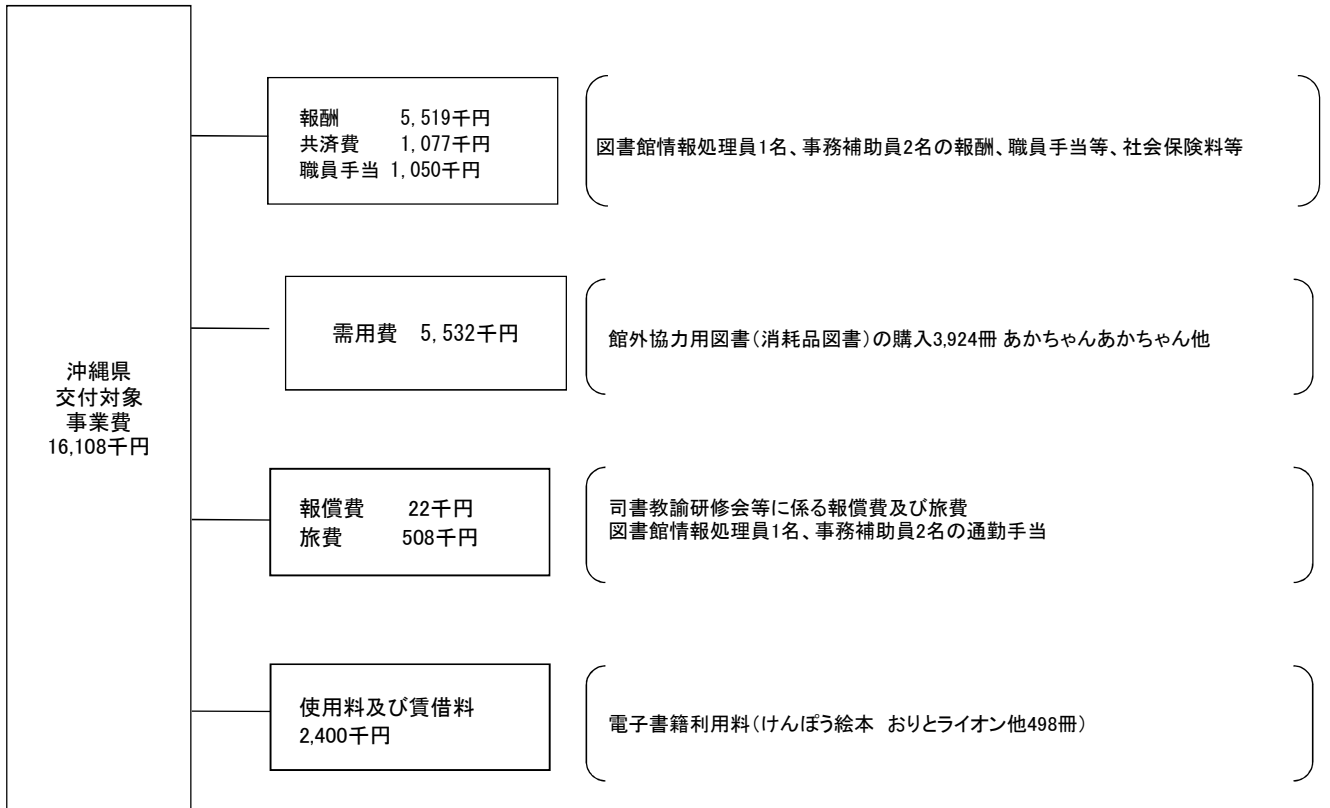 沖縄県
交付対象
事業費
16,108千円
報酬 5,519千円
共済費 1,077千円
職員手当 1,050千円
図書館情報処理員1名、事務補助員2名の報酬、職員手当等、社会保険料等
需用費 5,532千円
館外協力用図書(消耗品図書)の購入3,924冊 あかちゃんあかちゃん他
報償費 22千円
旅費 508千円
司書教諭研修会等に係る報償費及び旅費
図書館情報処理員1名、事務補助員2名の通勤手当
使用料及び賃借料
2,400千円
電子書籍利用料(けんぽう絵本 おりとライオン他498冊)